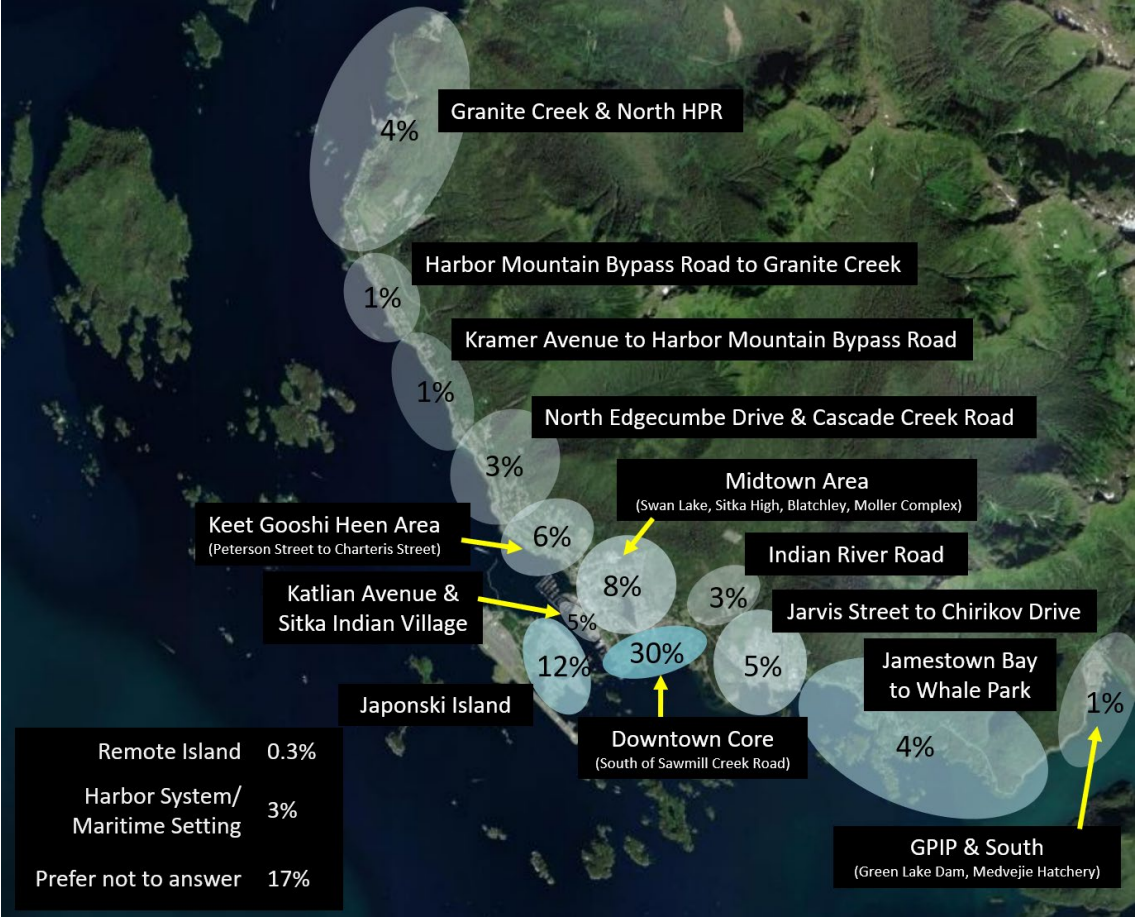 4%
Granite Creek & North HPR
Harbor Mountain Bypass Road to Granite Creek
1%
Kramer Avenue to Harbor Mountain Bypass Road
1%
North Edgecumbe Drive & Cascade Creek Road
3%
Midtown Area
(Swan Lake, Sitka High, Blatchley, Moller Complex)
8%
Keet Gooshi Heen Area
(Peterson Street to Charteris Street)
6%
Indian River Road
3%
Katlian Avenue &
Sitka Indian Village
5%
Jarvis Street to Chirikov Drive
5%
Japonski Island
12%
30%
Downtown Core
(South of Sawmill Creek Road)
Jamestown Bay
to Whale Park
4%
1%
GPIP & South
(Green Lake Dam, Medvejie Hatchery)
Remote Island 0.3%
Harbor System/
Maritime Setting 3%
Prefer not to answer 17%